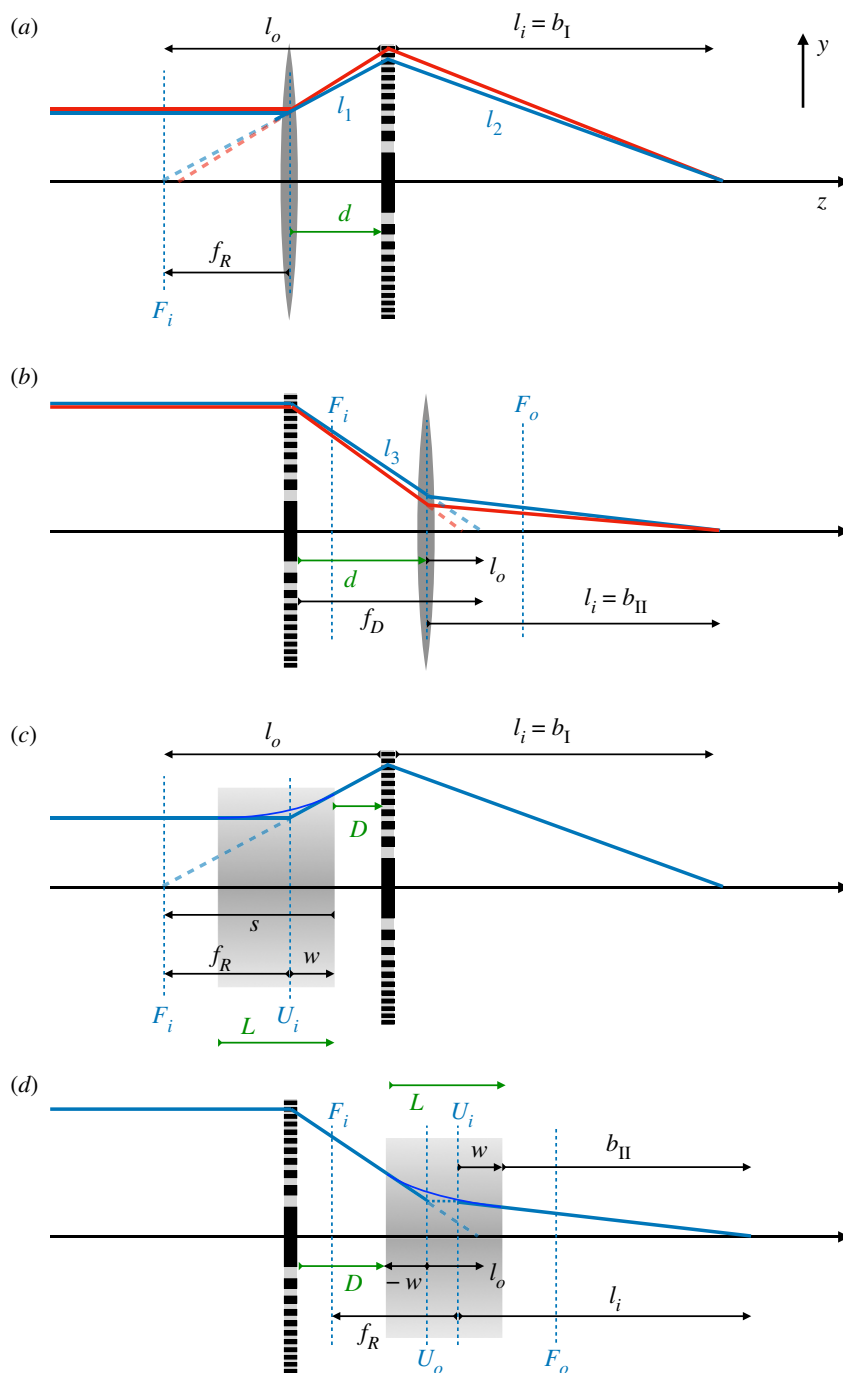 (a)
l_o
l_i = b_I
y
l_1
l_2
z
d
f_R
F_i
(b)
F_i
F_o
l_3
d
l_o
f_D
l_i = b_II
(c)
l_o
l_i = b_I
D
s
f_R
w
F_i
U_i
L
(d)
L
F_i
U_i
w
b_II
D
−w
l_o
l_i
f_R
U_o
F_o